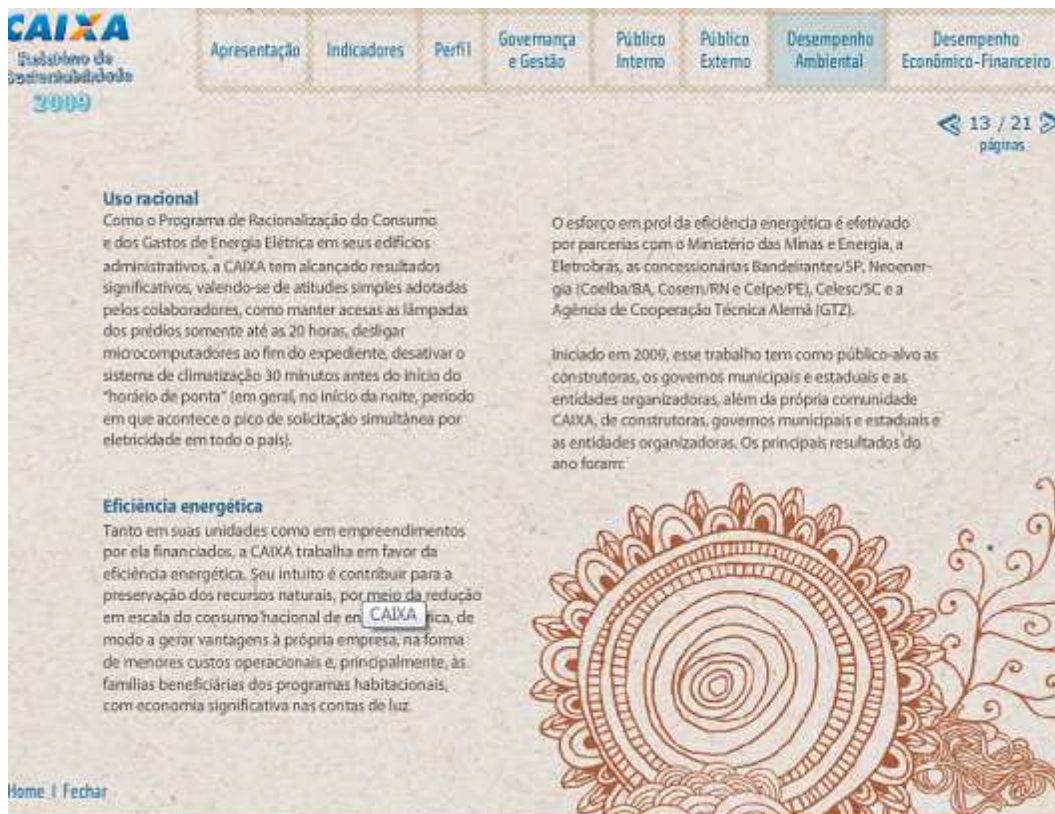 CAIXA
Relatório de
Sustentabilidade
2009
Apresentação
Indicadores
Perfil
Governança
e Gestão
Público
Interno
Público
Externo
Desempenho
Ambiental
Desempenho
Econômico-Financeiro
13 / 21
páginas
Uso racional
Como o Programa de Racionalização do Consumo
e dos Gastos de Energia Elétrica em seus edifícios
administrativos, a CAIXA tem alcançado resultados
significativos, valendo-se de atitudes simples adotadas
pelos colaboradores, como manter acesas as lâmpadas
dos prédios somente até as 20 horas, desligar
microcomputadores ao fim do expediente, desativar o
sistema de climatização 30 minutos antes do início do
"horário de ponta" (em geral, no início da noite, período
em que acontece o pico de solicitação simultânea por
eletricidade em todo o país).
Eficiência energética
Tanto em suas unidades como em empreendimentos
por ela financiados, a CAIXA trabalha em favor da
eficiência energética. Seu intuito é contribuir para a
preservação dos recursos naturais, por meio da redução
em escala do consumo nacional de en CAIXA ica, de
modo a gerar vantagens à própria empresa, na forma
de menores custos operacionais e, principalmente, às
famílias beneficiárias dos programas habitacionais,
com economia significativa nas contas de luz.
O esforço em prol da eficiência energética é efetivado
por parcerias com o Ministério das Minas e Energia, a
Eletrobrás, as concessionárias Bandeirantes/SP, Neoener-
gia (Coelba/BA, Cosern/RN e Celpe/PE), Celesc/SC e a
Agência de Cooperação Técnica Alemã (GTZ).
Iniciado em 2009, esse trabalho tem como público-alvo as
construtoras, os governos municipais e estaduais e as
entidades organizadoras, além da própria comunidade
CAIXA, de construtoras, governos municipais e estaduais e
as entidades organizadoras. Os principais resultados do
ano foram:
Home | Fechar